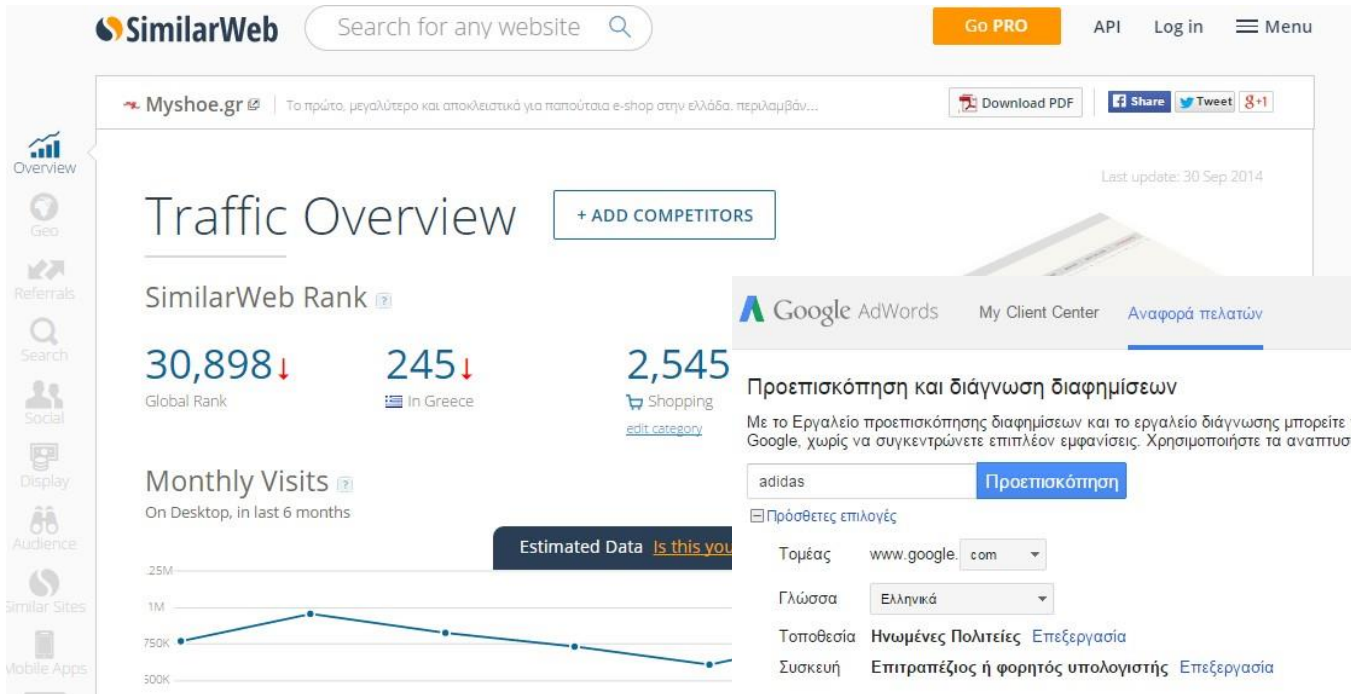 SimilarWeb
Search for any website
Go PRO
API
Log in
Menu
Myshoe.gr
Το πρώτο, μεγαλύτερο και αποκλειστικά για παπούτσια e-shop στην ελλάδα. περιλαμβάν...
Download PDF
Share
Tweet
g+1
Overview
Geo
Referrals
Search
Social
Display
Audience
Similar Sites
Mobile Apps
Last update: 30 Sep 2014
Traffic Overview
+ ADD COMPETITORS
SimilarWeb Rank ?
30,898↓
Global Rank
245↓
In Greece
2,545
Shopping
edit category
Monthly Visits ?
On Desktop, in last 6 months
Estimated Data Is this you
.25M
1M
750K
500K
Google AdWords
My Client Center
Αναφορά πελατών
Προεπισκόπηση και διάγνωση διαφημίσεων
Με το Εργαλείο προεπισκόπησης διαφημίσεων και το εργαλείο διάγνωσης μπορείτε
Google, χωρίς να συγκεντρώνετε επιπλέον εμφανίσεις. Χρησιμοποιήστε τα αναπτυσ
adidas
Προεπισκόπηση
Πρόσθετες επιλογές
Τομέας www.google. com
Γλώσσα Ελληνικά
Τοποθεσία Ηνωμένες Πολιτείες Επεξεργασία
Συσκευή Επιτραπέζιος ή φορητός υπολογιστής Επεξεργασία